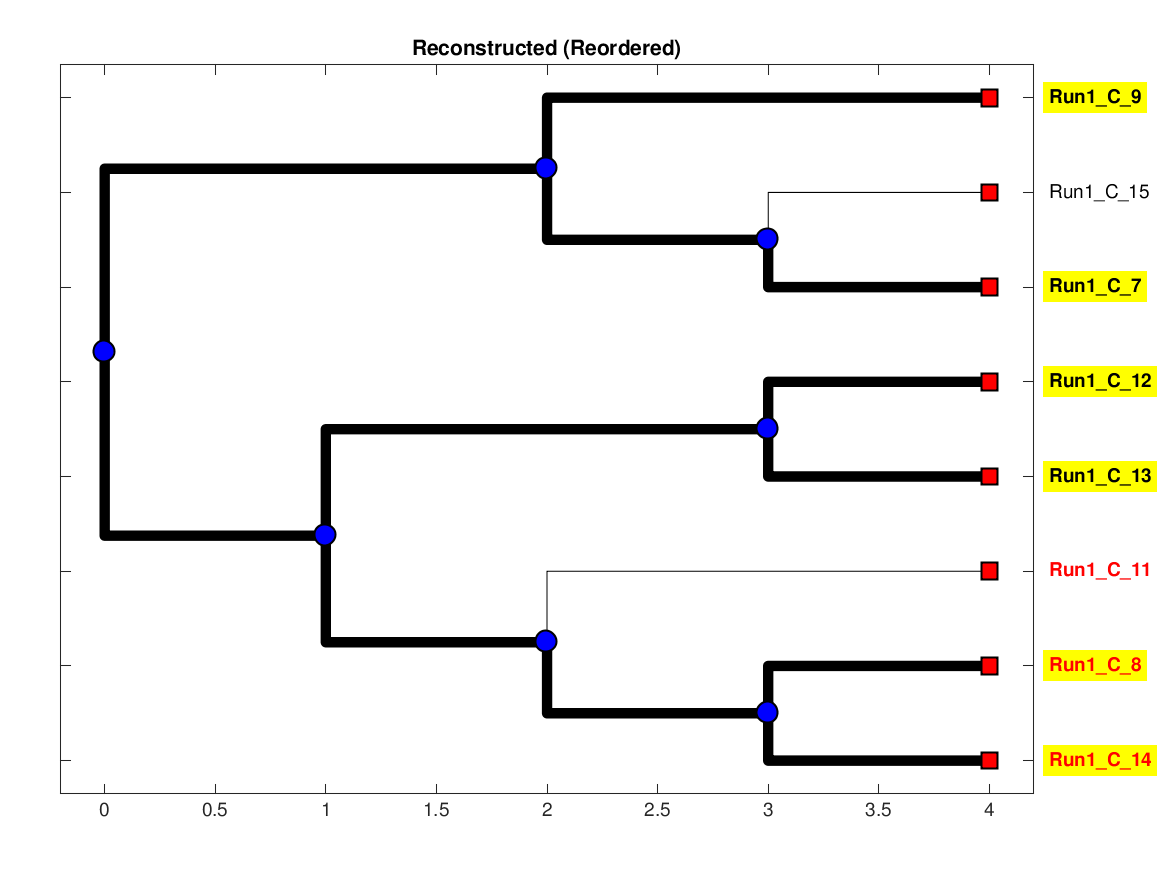 Reconstructed (Reordered)
Run1_C_9
Run1_C_15
Run1_C_7
Run1_C_12
Run1_C_13
Run1_C_11
Run1_C_8
Run1_C_14
0 0.5 1 1.5 2 2.5 3 3.5 4